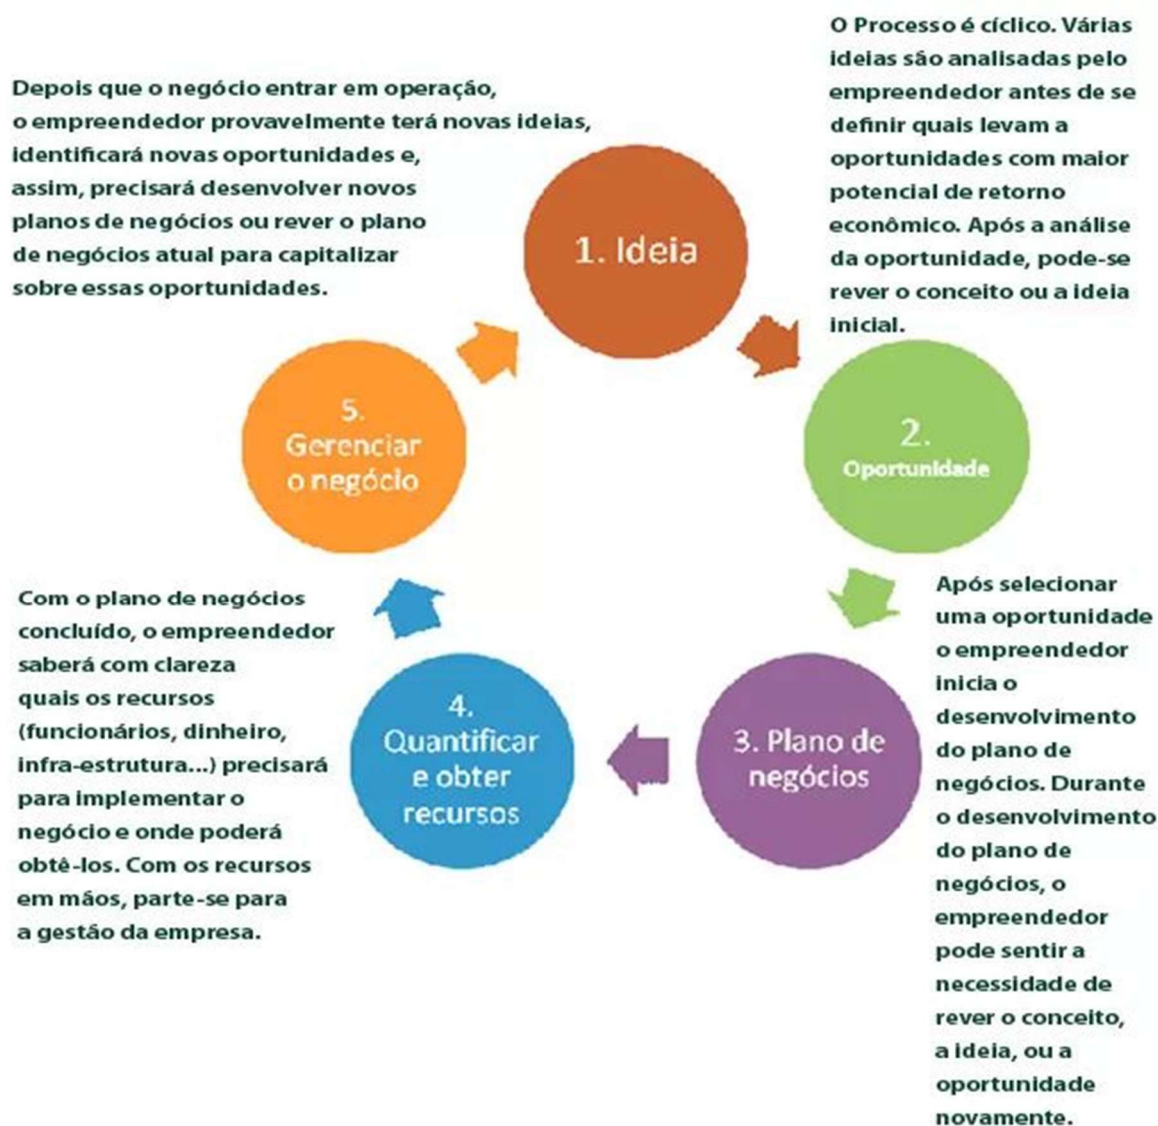 O Processo é cíclico. Várias
ideias são analisadas pelo
empreendedor antes de se
definir quais levam a
oportunidades com maior
potencial de retorno
econômico. Após a análise
da oportunidade, pode-se
rever o conceito ou a ideia
inicial.
Depois que o negócio entrar em operação,
o empreendedor provavelmente terá novas ideias,
identificará novas oportunidades e,
assim, precisará desenvolver novos
planos de negócios ou rever o plano
de negócios atual para capitalizar
sobre essas oportunidades.
1. Ideia
2.
Oportunidade
5.
Gerenciar
o negócio
Após selecionar
uma oportunidade
o empreendedor
inicia o
desenvolvimento
do plano de
negócios. Durante
o desenvolvimento
do plano de
negócios, o
empreendedor
pode sentir a
necessidade de
rever o conceito,
a ideia, ou a
oportunidade
novamente.
3. Plano de
negócios
4.
Quantificar
e obter
recursos
Com o plano de negócios
concluído, o empreendedor
saberá com clareza
quais os recursos
(funcionários, dinheiro,
infra-estrutura...) precisará
para implementar o
negócio e onde poderá
obtê-los. Com os recursos
em mãos, parte-se para
a gestão da empresa.